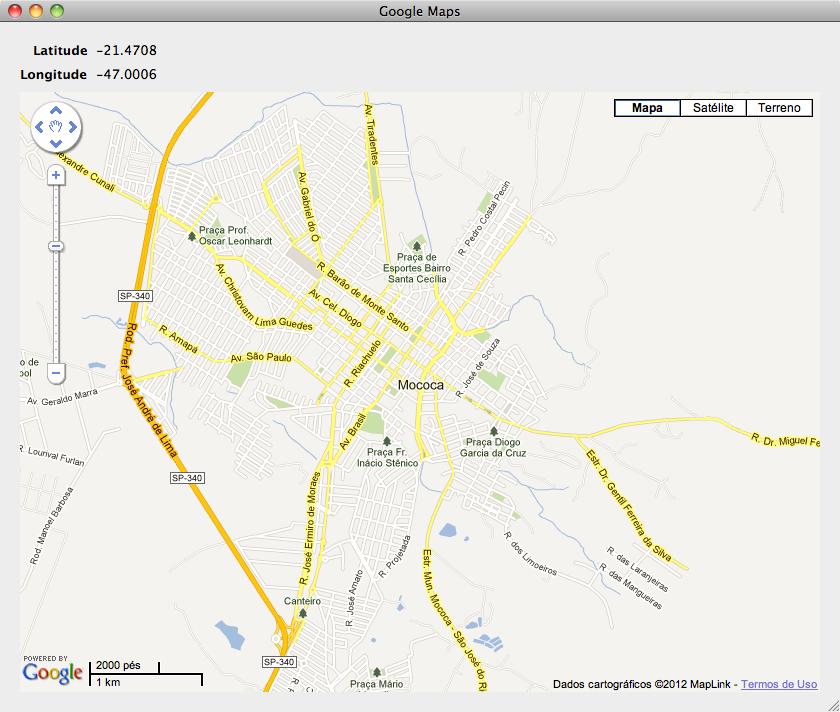 Google Maps
Latitude -21.4708
Longitude -47.0006
Mapa Satélite Terreno
Alexandre Cunali
Av. Tiradentes
Av. Gabriel do Ó
R. Pedro Costal Pecin
Praça Prof.
Oscar Leonhardt
Praça de
Esportes Bairro
Santa Cecília
Av. Christovam Lima Guedes
R. Barão de Monte Santo
Av. Cel. Diogo
SP-340
R. Amapá
Av. São Paulo
R. Riachuelo
R. José de Souza
Rod. Pref. José André de Lima
Mococa
Av. Geraldo Marra
Av. Brasil
Praça Fr.
Inácio Stênico
Praça Diogo
Garcia da Cruz
R. Dr. Miguel Fe
R. Lounval Furlan
SP-340
Rod. Manoel Barbosa
R. José Ermiro de Moraes
Estr. Dr. Gentil Ferreira da Silva
R. dos Limoeiros
R. das Laranjeiras
R. das Mangueiras
R. Projetada
R. José Amato
Estr. Mun. Mococa - São José do Ri
Canteiro
SP-340
Praça Mário
POWERED BY
Google
2000 pés
1 km
Dados cartográficos ©2012 MapLink - Termos de Uso